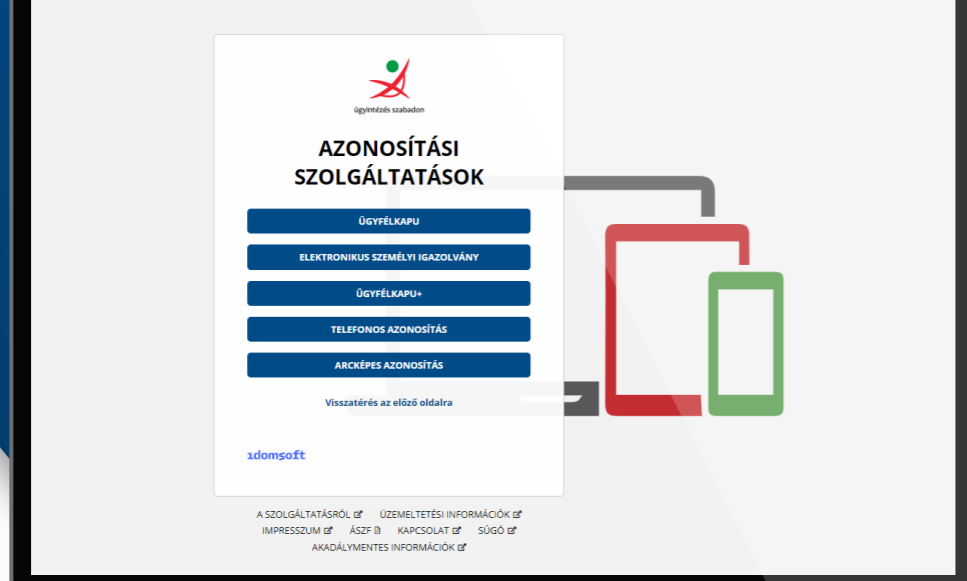 ügyintézés szabadon
AZONOSÍTÁSI
SZOLGÁLTATÁSOK
ÜGYFÉLKAPU
ELEKTRONIKUS SZEMÉLYI IGAZOLVÁNY
ÜGYFÉLKAPU+
TELEFONOS AZONOSÍTÁS
ARCKÉPES AZONOSÍTÁS
Visszatérés az előző oldalra
ıdomsoft
A SZOLGÁLTATÁSRÓL ÜZEMELTETÉSI INFORMÁCIÓK
IMPRESSZUM ÁSZF KAPCSOLAT SÚGÓ
AKADÁLYMENTES INFORMÁCIÓK